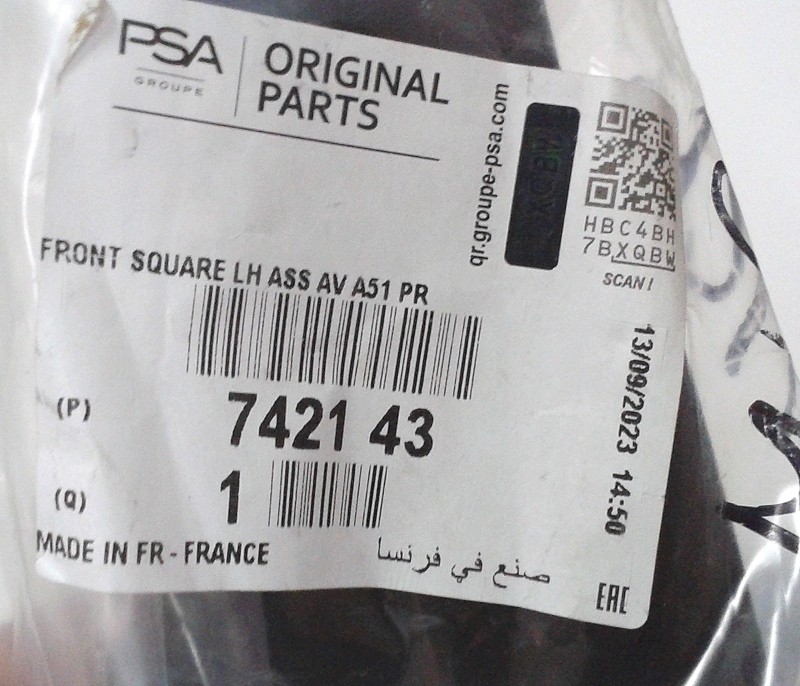 PSA
GROUPE
ORIGINAL
PARTS
qr.groupe-psa.com
HBC4BH
7BXQBW
SCAN!
FRONT SQUARE LH ASS AV A51 PR
(P)
7421 43
(Q)
1
13/09/2023 14:50
MADE IN FR - FRANCE
صنع في فرنسا
EAC